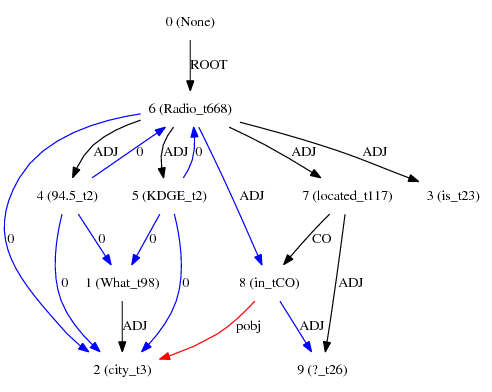 0 (None)
ROOT
6 (Radio_t668)
ADJ 0 ADJ 0 ADJ ADJ
4 (94.5_t2) 5 (KDGE_t2) ADJ 7 (located_t117) 3 (is_t23)
0 0 0 CO
0 1 (What_t98) 0 8 (in_tCO) ADJ
ADJ pobj ADJ
2 (city_t3) 9 (?_t26)